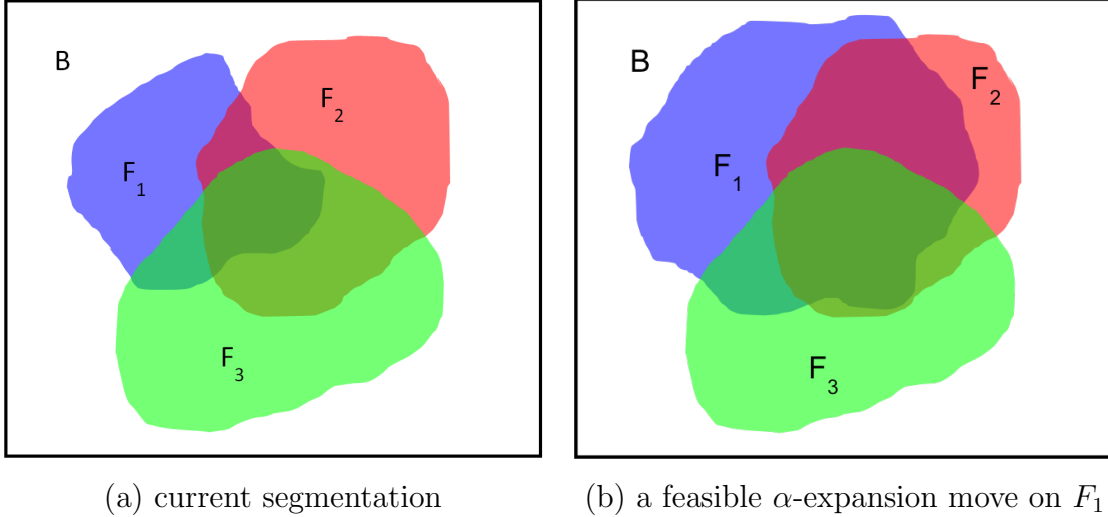 B
F₂
F₁
F₃
B
F₂
F₁
F₃
(a) current segmentation
(b) a feasible α-expansion move on F₁